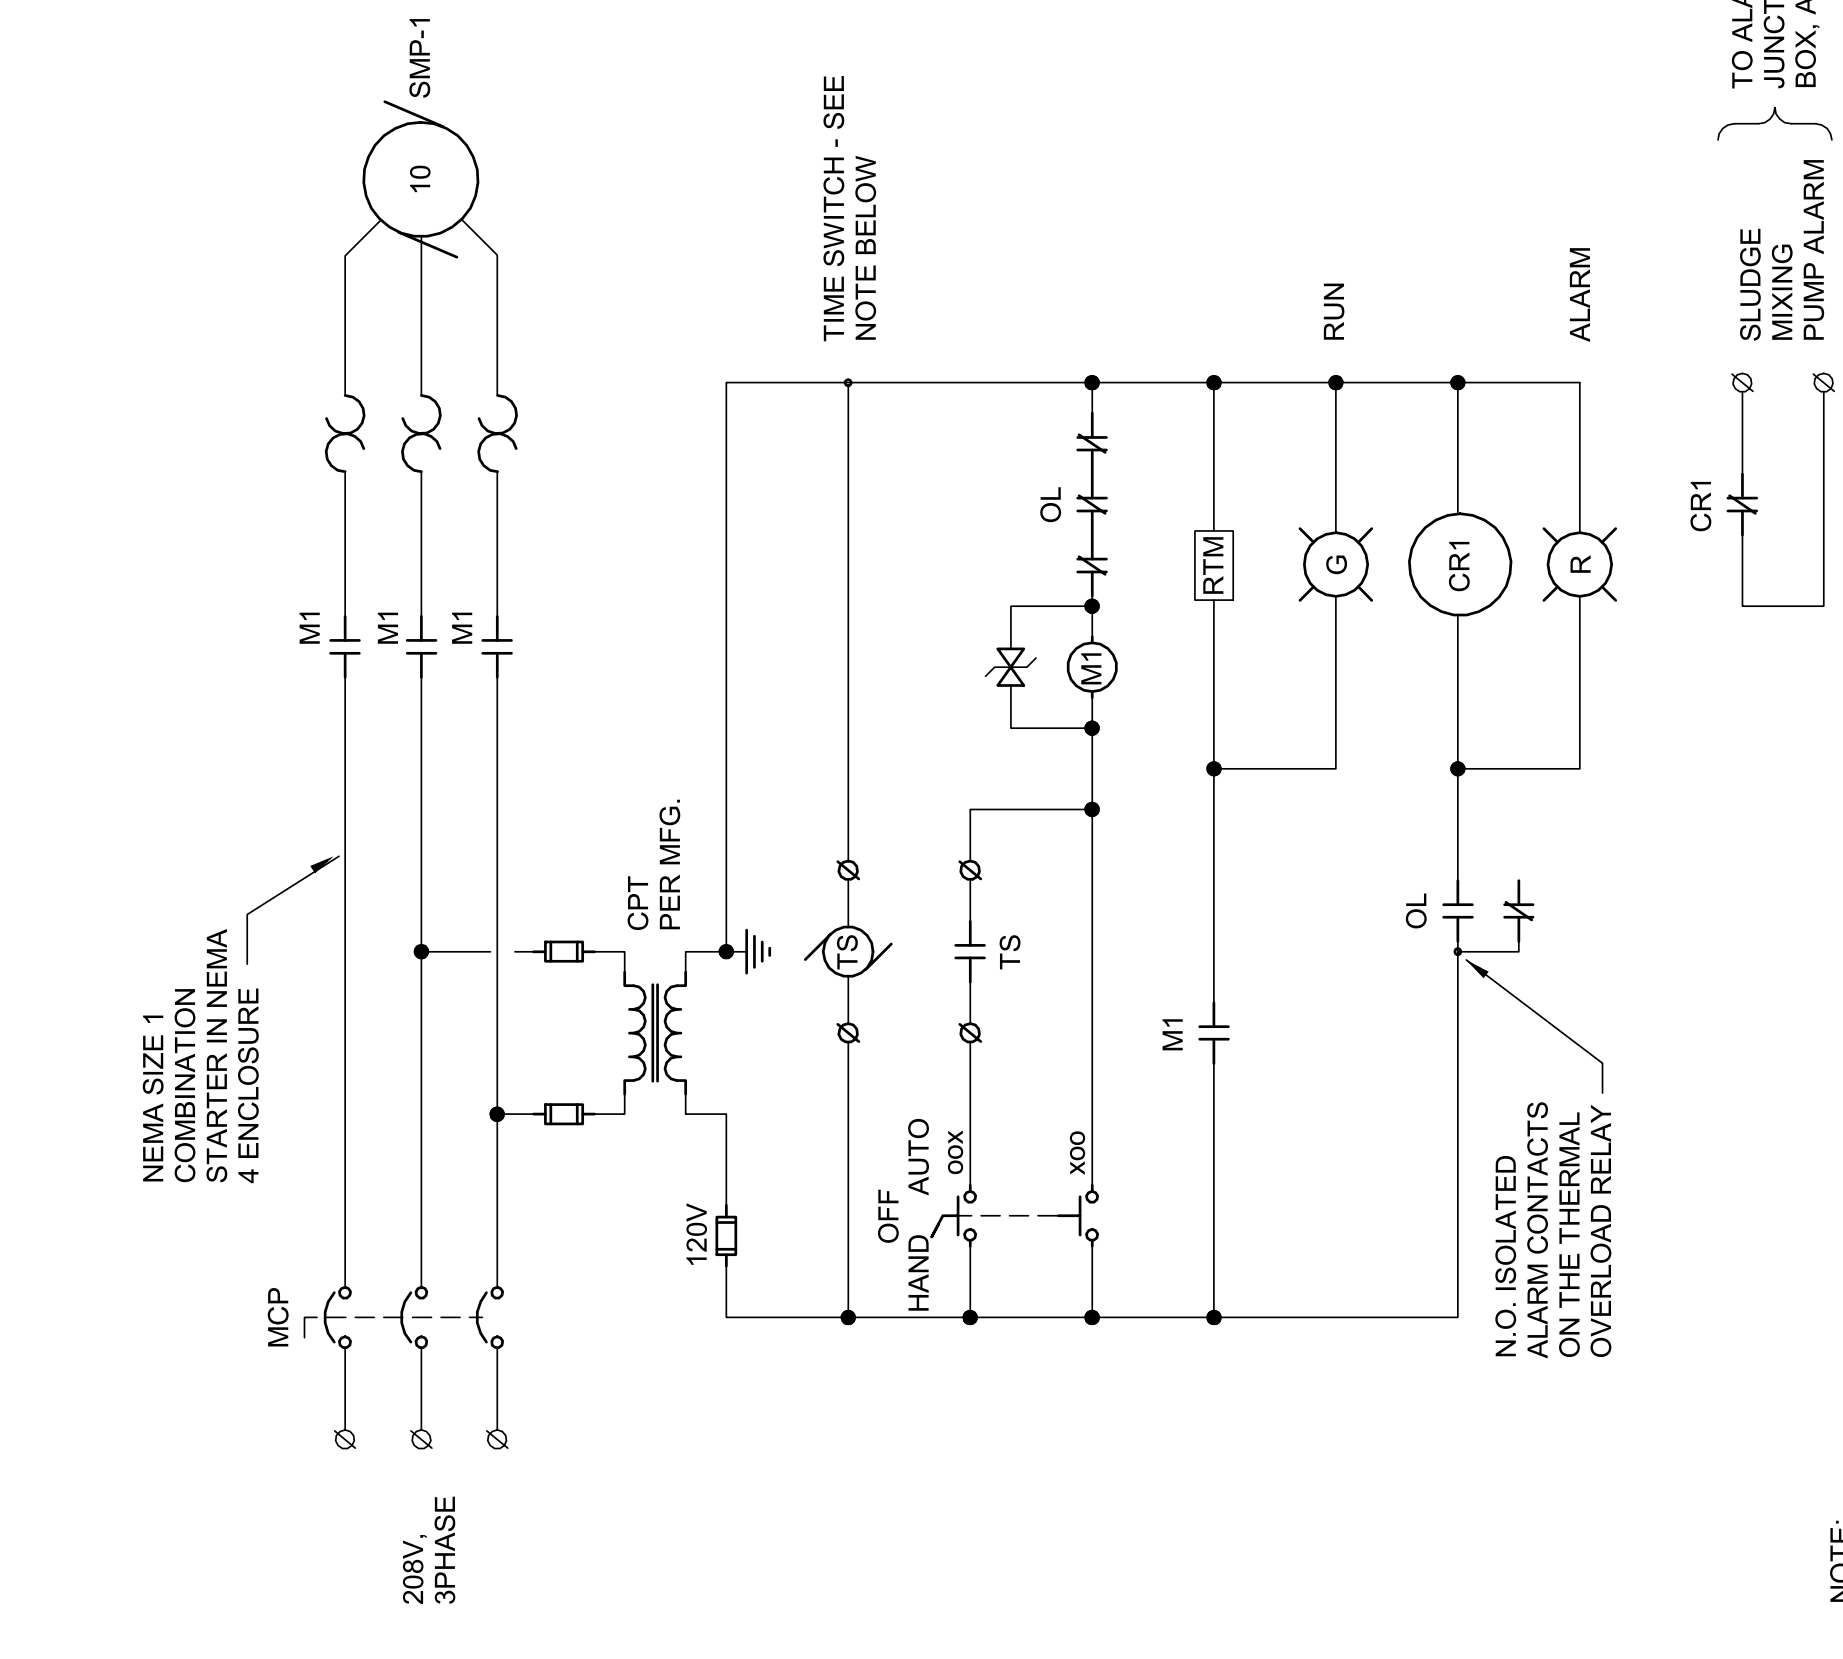 208V,
3PHASE
MCP
NEMA SIZE 1
COMBINATION
STARTER IN NEMA
4 ENCLOSURE
M1
M1
M1
10
SMP-1
CPT
PER MFG.
120V
TS
TIME SWITCH - SEE
NOTE BELOW
OFF
HAND
AUTO
oox
TS
xoo
M1
OL
M1
RTM
G
RUN
OL
CR1
R
ALARM
N.O. ISOLATED
ALARM CONTACTS
ON THE THERMAL
OVERLOAD RELAY
CR1
SLUDGE
MIXING
PUMP ALARM
TO ALA
JUNCT
BOX, A
NOTE: